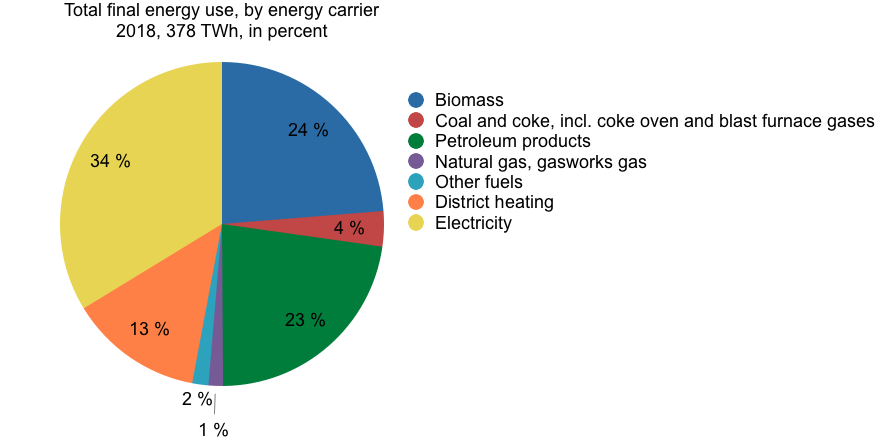 Total final energy use, by energy carrier
2018, 378 TWh, in percent
24 %
4 %
23 %
1 %
2 %
13 %
34 %
Biomass
Coal and coke, incl. coke oven and blast furnace gases
Petroleum products
Natural gas, gasworks gas
Other fuels
District heating
Electricity